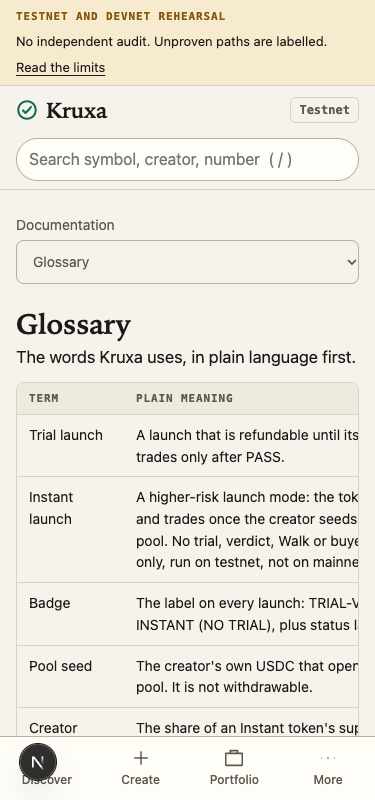 TESTNET AND DEVNET REHEARSAL
No independent audit. Unproven paths are labelled.
Read the limits
Kruxa
Testnet
Search symbol, creator, number ( / )
Documentation
Glossary
Glossary
The words Kruxa uses, in plain language first.
TERM PLAIN MEANING
Trial launch A launch that is refundable until its
trades only after PASS.
Instant A higher-risk launch mode: the tok
launch and trades once the creator seeds
pool. No trial, verdict, Walk or buye
only, run on testnet, not on mainne
Badge The label on every launch: TRIAL-V
INSTANT (NO TRIAL), plus status l
Pool seed The creator's own USDC that oper
pool. It is not withdrawable.
Creator The share of an Instant token's sup
N
Discover Create Portfolio More